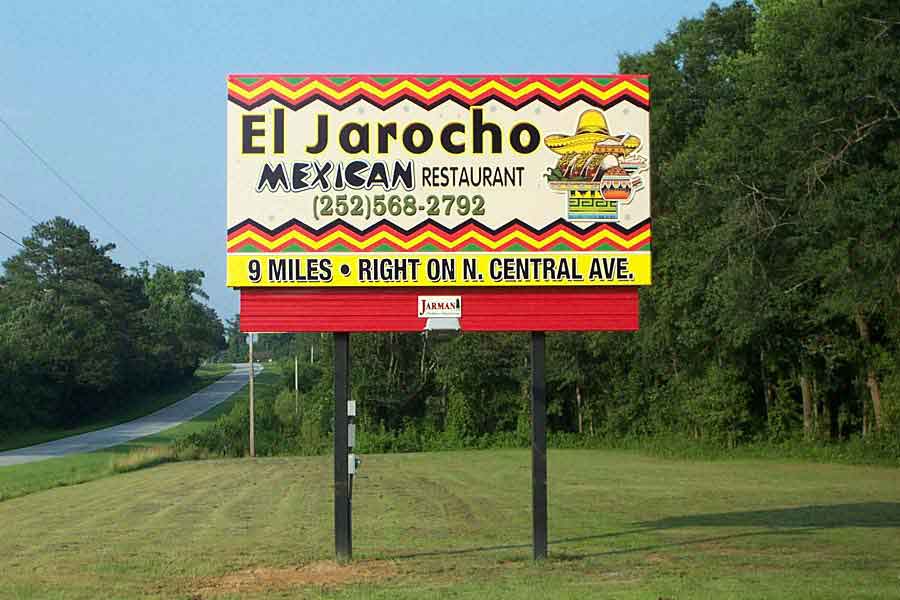 El Jarocho
MEXICAN RESTAURANT
(252)568-2792
9 MILES • RIGHT ON N. CENTRAL AVE.
JARMAN